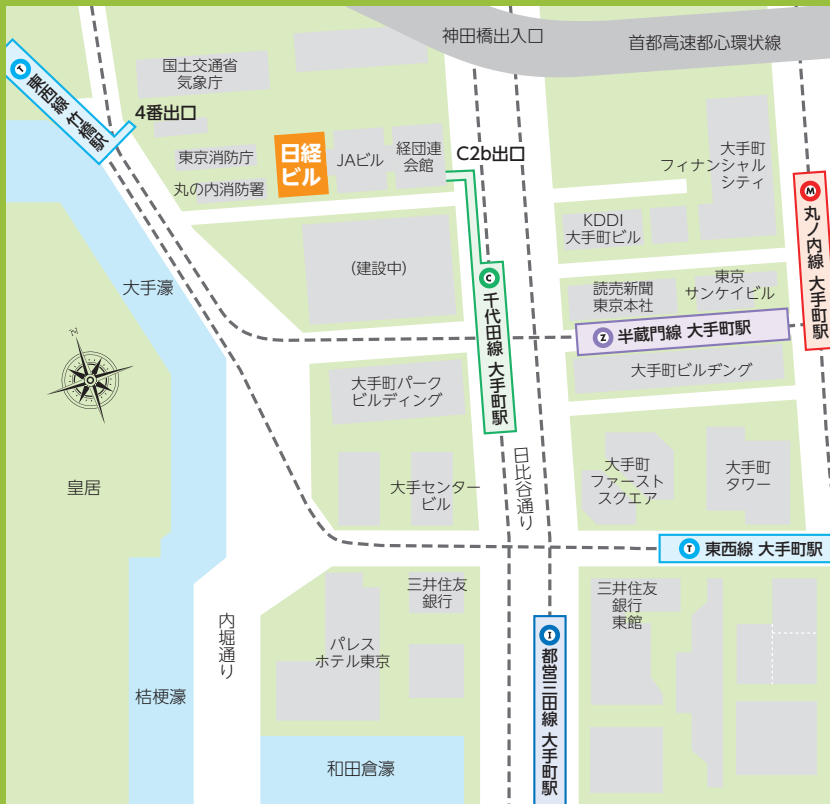 神田橋出入口
首都高速都心環状線
T 東西線 竹橋駅
4番出口
国土交通省
気象庁
東京消防庁
丸の内消防署
日経
ビル
JAビル
経団連
会館
C2b出口
大手町
フィナンシャル
シティ
M 丸ノ内線 大手町駅
KDDI
大手町ビル
(建設中)
C 千代田線 大手町駅
読売新聞
東京本社
東京
サンケイビル
大手濠
N
Z 半蔵門線 大手町駅
大手町ビルヂング
大手町パーク
ビルディング
皇居
大手センター
ビル
日比谷通り
大手町
ファースト
スクエア
大手町
タワー
T 東西線 大手町駅
内堀通り
三井住友
銀行
三井住友
銀行
東館
パレス
ホテル東京
I 都営三田線 大手町駅
桔梗濠
和田倉濠